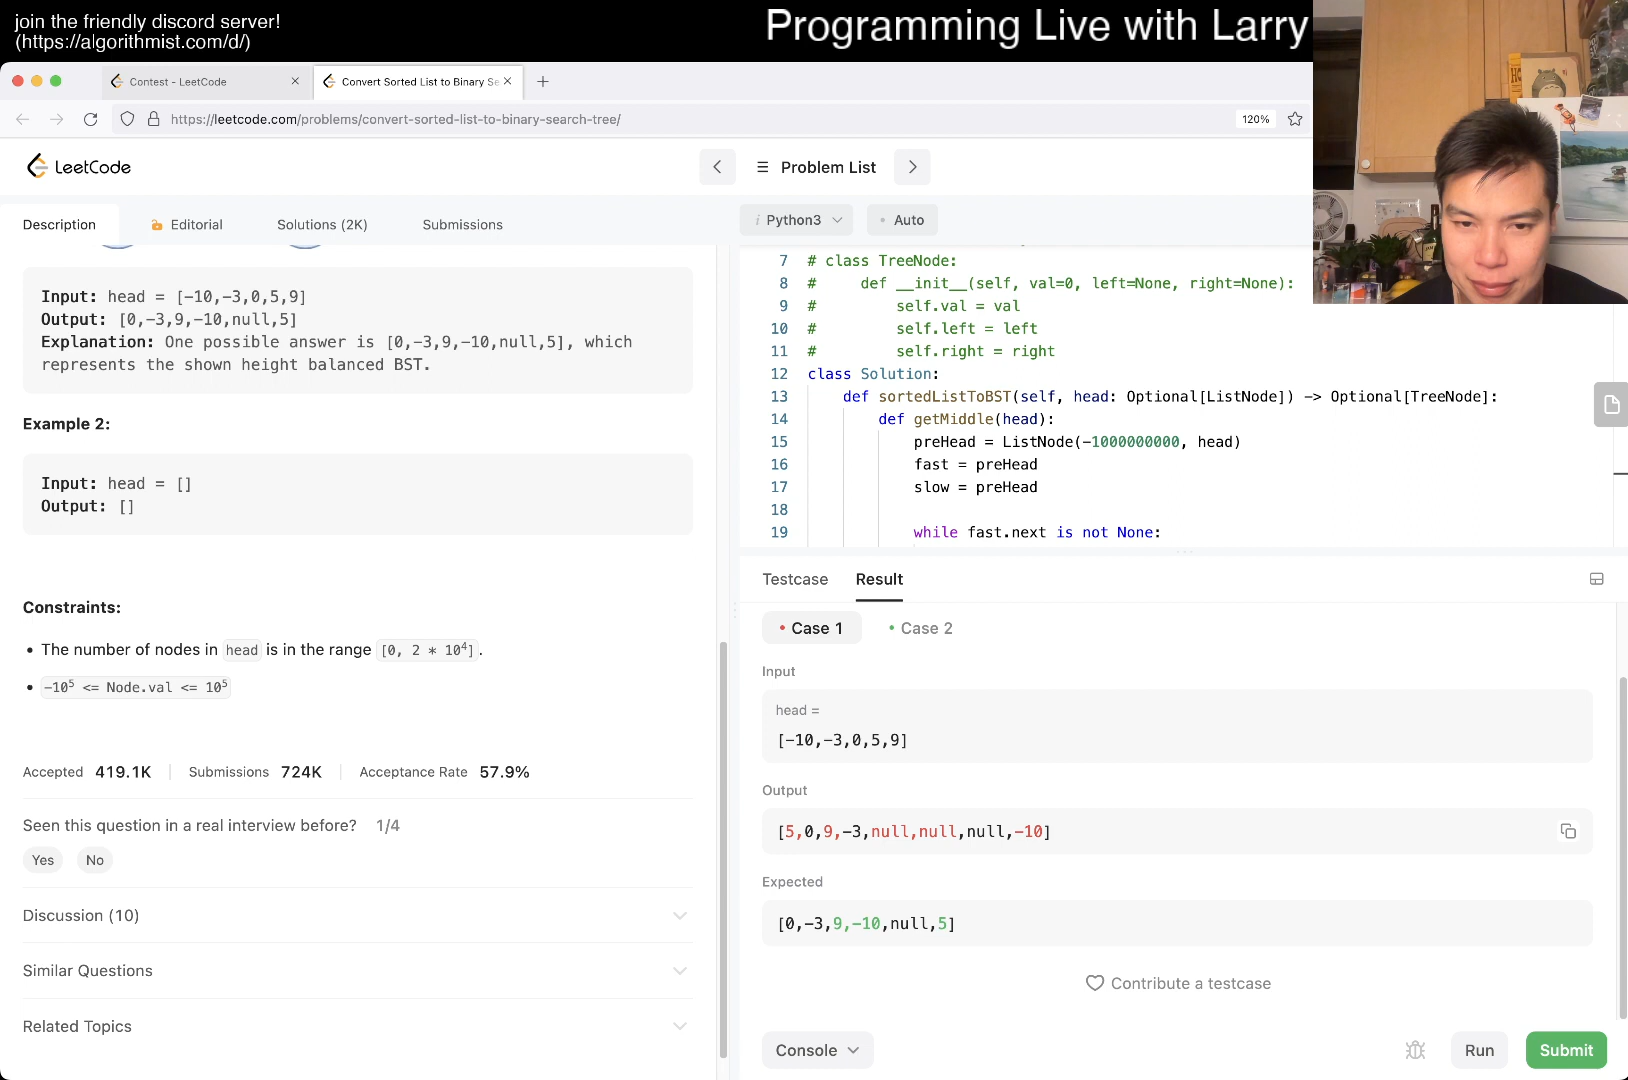 join the friendly discord server!
(https://algorithmist.com/d/)
Programming Live with Larry
Contest - LeetCode
Convert Sorted List to Binary Se
https://leetcode.com/problems/convert-sorted-list-to-binary-search-tree/
120%
LeetCode
Problem List
Description
Editorial
Solutions (2K)
Submissions
i Python3
Auto
Input: head = [-10,-3,0,5,9]
Output: [0,-3,9,-10,null,5]
Explanation: One possible answer is [0,-3,9,-10,null,5], which
represents the shown height balanced BST.
Example 2:
Input: head = []
Output: []
Constraints:
• The number of nodes in head is in the range [0, 2 * 10⁴].
• -10⁵ <= Node.val <= 10⁵
Accepted 419.1K | Submissions 724K | Acceptance Rate 57.9%
Seen this question in a real interview before? 1/4
Yes No
Discussion (10)
Similar Questions
Related Topics
7 # class TreeNode:
8 #     def __init__(self, val=0, left=None, right=None):
9 #         self.val = val
10 #         self.left = left
11 #         self.right = right
12 class Solution:
13     def sortedListToBST(self, head: Optional[ListNode]) -> Optional[TreeNode]:
14         def getMiddle(head):
15             preHead = ListNode(-1000000000, head)
16             fast = preHead
17             slow = preHead
18
19             while fast.next is not None:
Testcase
Result
• Case 1
• Case 2
Input
head =
[-10,-3,0,5,9]
Output
[5,0,9,-3,null,null,null,-10]
Expected
[0,-3,9,-10,null,5]
Contribute a testcase
Console
Run
Submit